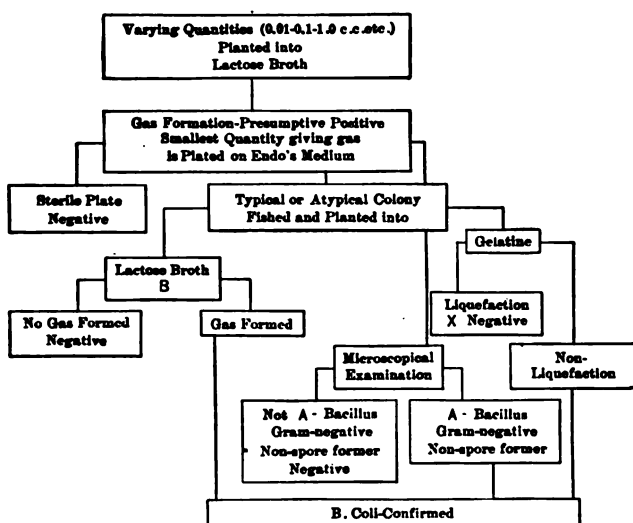 Varying Quantities (0.01-0.1-1.0 c.c.etc.)
Planted into
Lactose Broth
Gas Formation-Presumptive Positive
Smallest Quantity giving gas
is Plated on Endo's Medium
Sterile Plate
Negative
Typical or Atypical Colony
Fished and Planted into
Gelatine
Lactose Broth
B
Liquefaction
X Negative
No Gas Formed
Negative
Gas Formed
Microscopical
Examination
Non-
Liquefaction
Not A - Bacillus
Gram-negative
Non-spore former
Negative
A - Bacillus
Gram-negative
Non-spore former
B. Coli-Confirmed